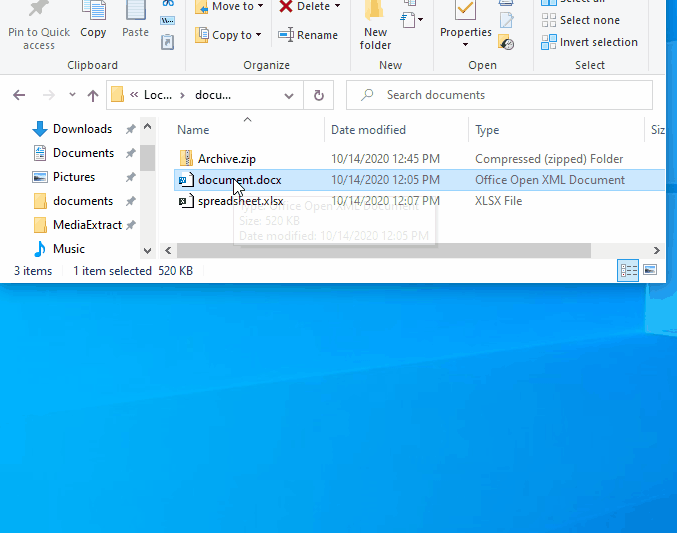 Move to
Delete
Select all
Pin to Quick access
Copy
Paste
Copy to
Rename
New folder
Properties
Select none
Invert selection
Clipboard
Organize
New
Open
Select
« Loc... > docu...
Search documents
Downloads
Documents
Pictures
documents
MediaExtract
Music
Name
Date modified
Type
Siz
Archive.zip
10/14/2020 12:45 PM
Compressed (zipped) Folder
document.docx
10/14/2020 12:05 PM
Office Open XML Document
spreadsheet.xlsx
10/14/2020 12:07 PM
XLSX File
Type: Office Open XML Document
Size: 520 KB
Date modified: 10/14/2020 12:05 PM
3 items
1 item selected 520 KB